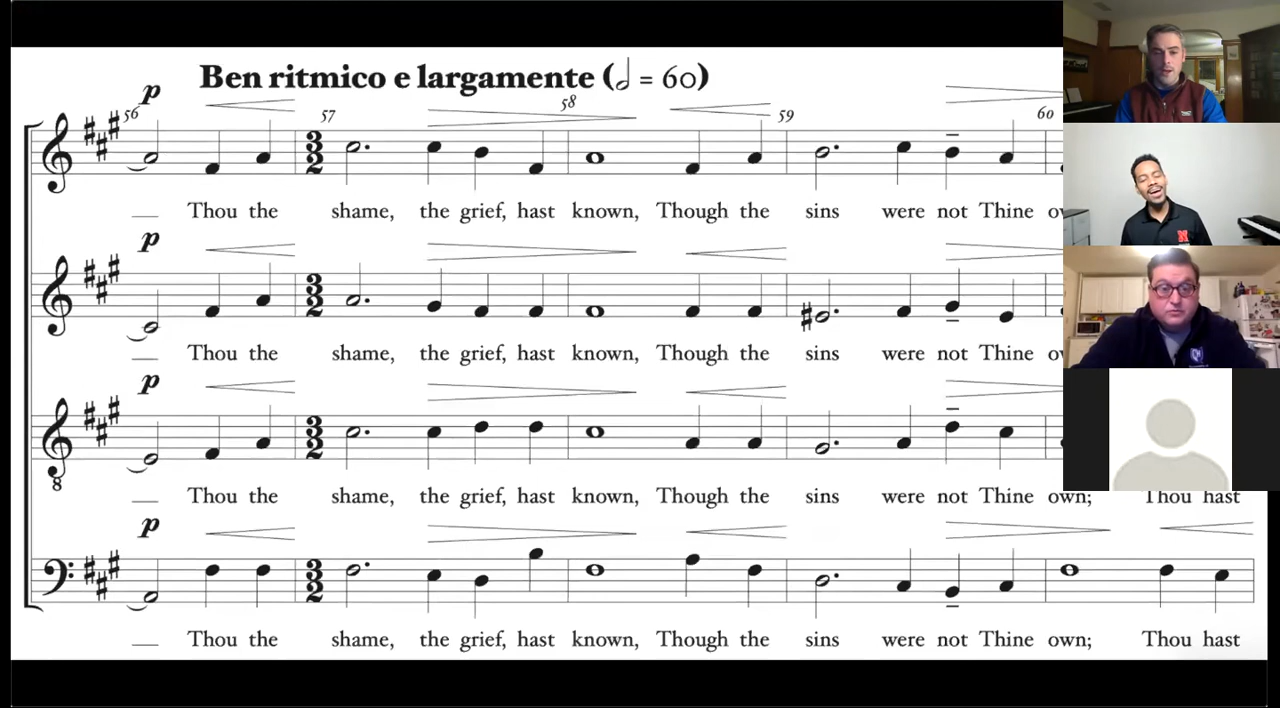 Ben ritmico e largamente (𝅗𝅥 = 60)
p
56 57 58 59 60
Thou the shame, the grief, hast known, Though the sins were not Thine
p
Thou the shame, the grief, hast known, Though the sins were not Thine
p
8
Thou the shame, the grief, hast known, Though the sins were not Thine own; Thou hast
p
Thou the shame, the grief, hast known, Though the sins were not Thine own; Thou hast
N